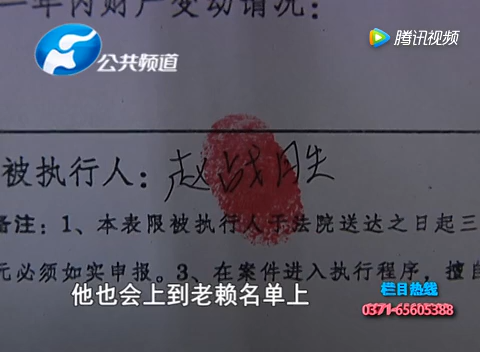 一年内财产变动情况：
公共频道
腾讯视频
被执行人：赵战胜
备注：1、本表限被执行人于法院送达之日起三
元必须如实申报。3、在案件进入执行程序，擅自
他也会上到老赖名单上
栏目热线
0371-65605388